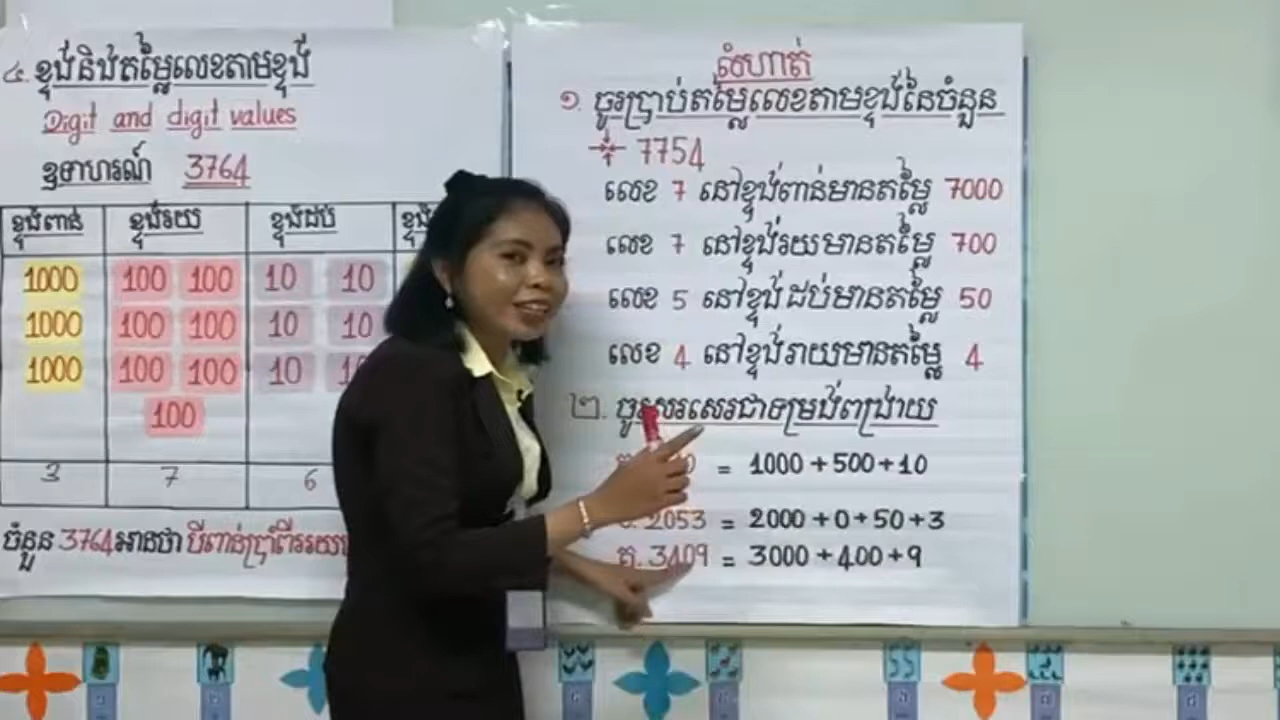 ៤. ខ្ទង់និងតម្លៃលេខតាមខ្ទង់
Digit and digit values
ឧទាហរណ៍ 3764
ខ្ទង់ពាន់ ខ្ទង់រយ ខ្ទង់ដប់
1000 100 100 10 10
1000 100 100 10 10
1000 100 100 10
100
3 7 6
ចំនួន 3764 អានថា បីពាន់ប្រាំពីររយ
លំហាត់
១. ចូរប្រាប់តម្លៃលេខតាមខ្ទង់នៃចំនួន
7754
លេខ 7 នៅខ្ទង់ពាន់មានតម្លៃ 7000
លេខ 7 នៅខ្ទង់រយមានតម្លៃ 700
លេខ 5 នៅខ្ទង់ដប់មានតម្លៃ 50
លេខ 4 នៅខ្ទង់រាយមានតម្លៃ 4
២. ចូរសរសេរជាទម្រង់ពង្រាយ
= 1000 + 500 + 10
2053 = 2000 + 0 + 50 + 3
គ. 3409 = 3000 + 400 + 9